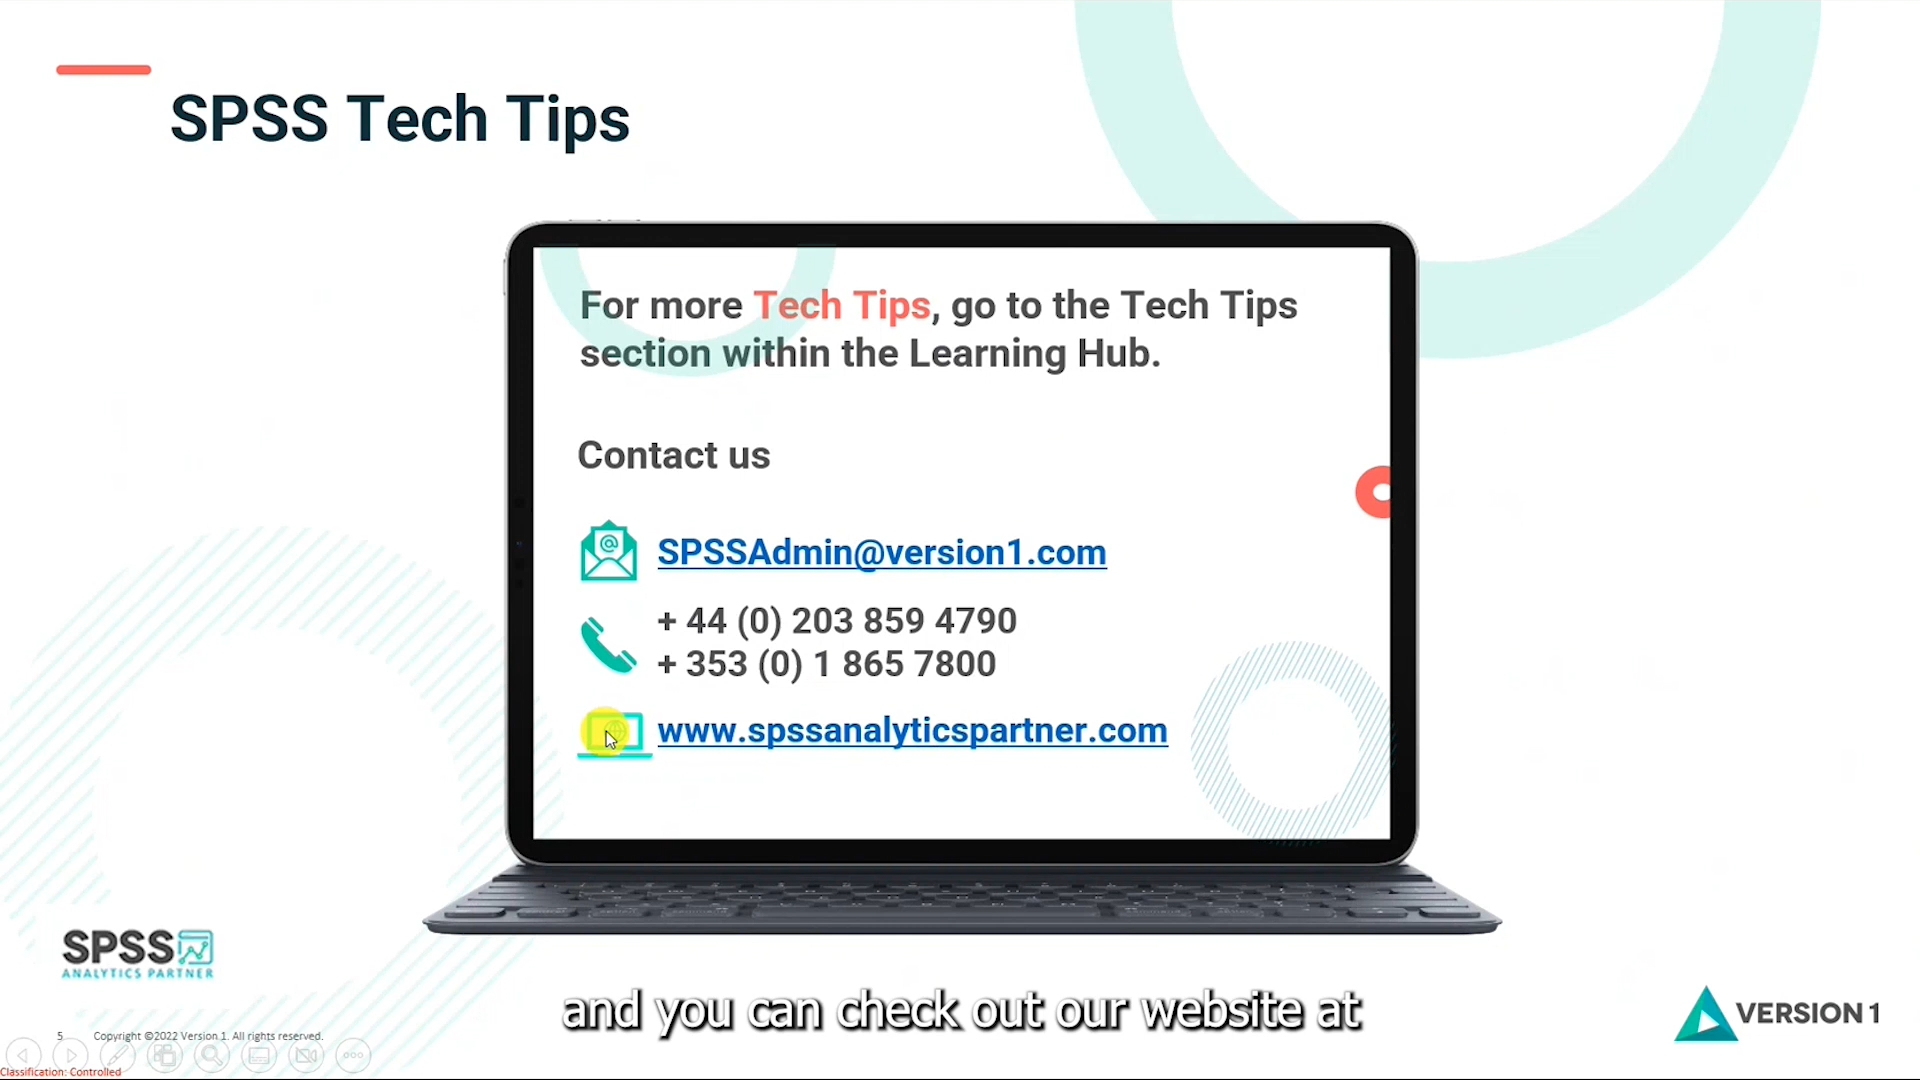 SPSS Tech Tips
For more Tech Tips, go to the Tech Tips
section within the Learning Hub.
Contact us
SPSSAdmin@version1.com
+ 44 (0) 203 859 4790
+ 353 (0) 1 865 7800
www.spssanalyticspartner.com
SPSS
ANALYTICS PARTNER
and you can check out our website at
VERSION 1
5 Copyright ©2022 Version 1. All rights reserved.
Classification: Controlled